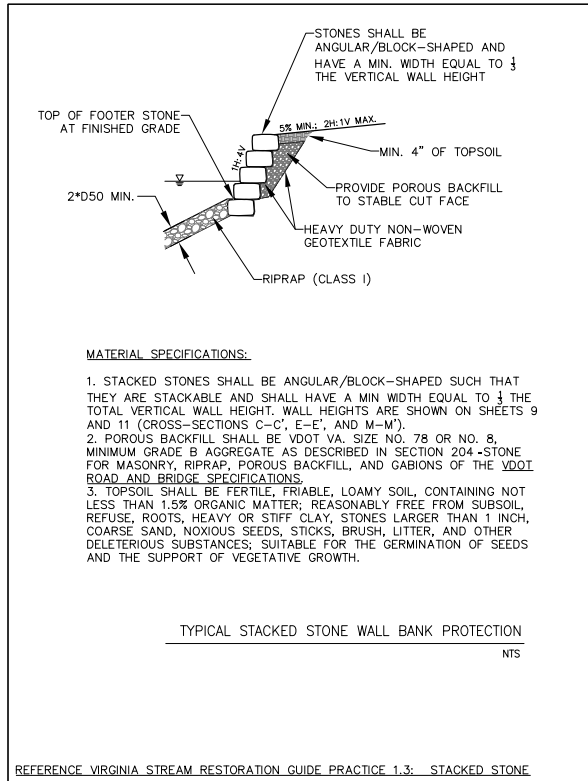 STONES SHALL BE
ANGULAR/BLOCK-SHAPED AND
HAVE A MIN. WIDTH EQUAL TO 1/3
THE VERTICAL WALL HEIGHT
TOP OF FOOTER STONE
AT FINISHED GRADE
1H:4V
5% MIN.; 2H:1V MAX.
MIN. 4" OF TOPSOIL
2*D50 MIN.
PROVIDE POROUS BACKFILL
TO STABLE CUT FACE
HEAVY DUTY NON-WOVEN
GEOTEXTILE FABRIC
RIPRAP (CLASS I)
MATERIAL SPECIFICATIONS:
1. STACKED STONES SHALL BE ANGULAR/BLOCK-SHAPED SUCH THAT
THEY ARE STACKABLE AND SHALL HAVE A MIN WIDTH EQUAL TO 1/3 THE
TOTAL VERTICAL WALL HEIGHT. WALL HEIGHTS ARE SHOWN ON SHEETS 9
AND 11 (CROSS-SECTIONS C-C', E-E', AND M-M').
2. POROUS BACKFILL SHALL BE VDOT VA. SIZE NO. 78 OR NO. 8,
MINIMUM GRADE B AGGREGATE AS DESCRIBED IN SECTION 204-STONE
FOR MASONRY, RIPRAP, POROUS BACKFILL, AND GABIONS OF THE VDOT
ROAD AND BRIDGE SPECIFICATIONS.
3. TOPSOIL SHALL BE FERTILE, FRIABLE, LOAMY SOIL, CONTAINING NOT
LESS THAN 1.5% ORGANIC MATTER; REASONABLY FREE FROM SUBSOIL,
REFUSE, ROOTS, HEAVY OR STIFF CLAY, STONES LARGER THAN 1 INCH,
COARSE SAND, NOXIOUS SEEDS, STICKS, BRUSH, LITTER, AND OTHER
DELETERIOUS SUBSTANCES; SUITABLE FOR THE GERMINATION OF SEEDS
AND THE SUPPORT OF VEGETATIVE GROWTH.
TYPICAL STACKED STONE WALL BANK PROTECTION
NTS
REFERENCE VIRGINIA STREAM RESTORATION GUIDE PRACTICE 1.3: STACKED STONE